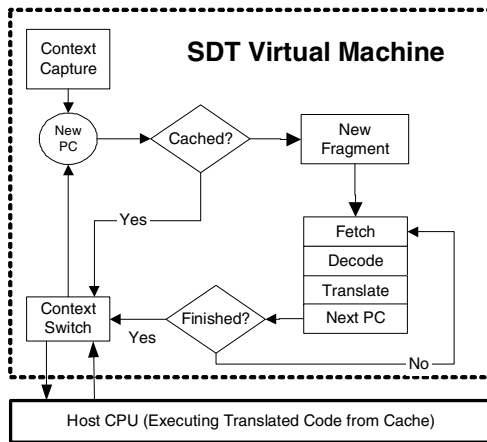 SDT Virtual Machine
Context
Capture
New
PC
Cached?
New
Fragment
Yes
Fetch
Decode
Translate
Next PC
Context
Switch
Finished?
Yes
No
Host CPU (Executing Translated Code from Cache)